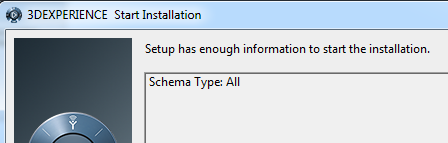 3DEXPERIENCE Start Installation
Setup has enough information to start the installation.
Schema Type: All